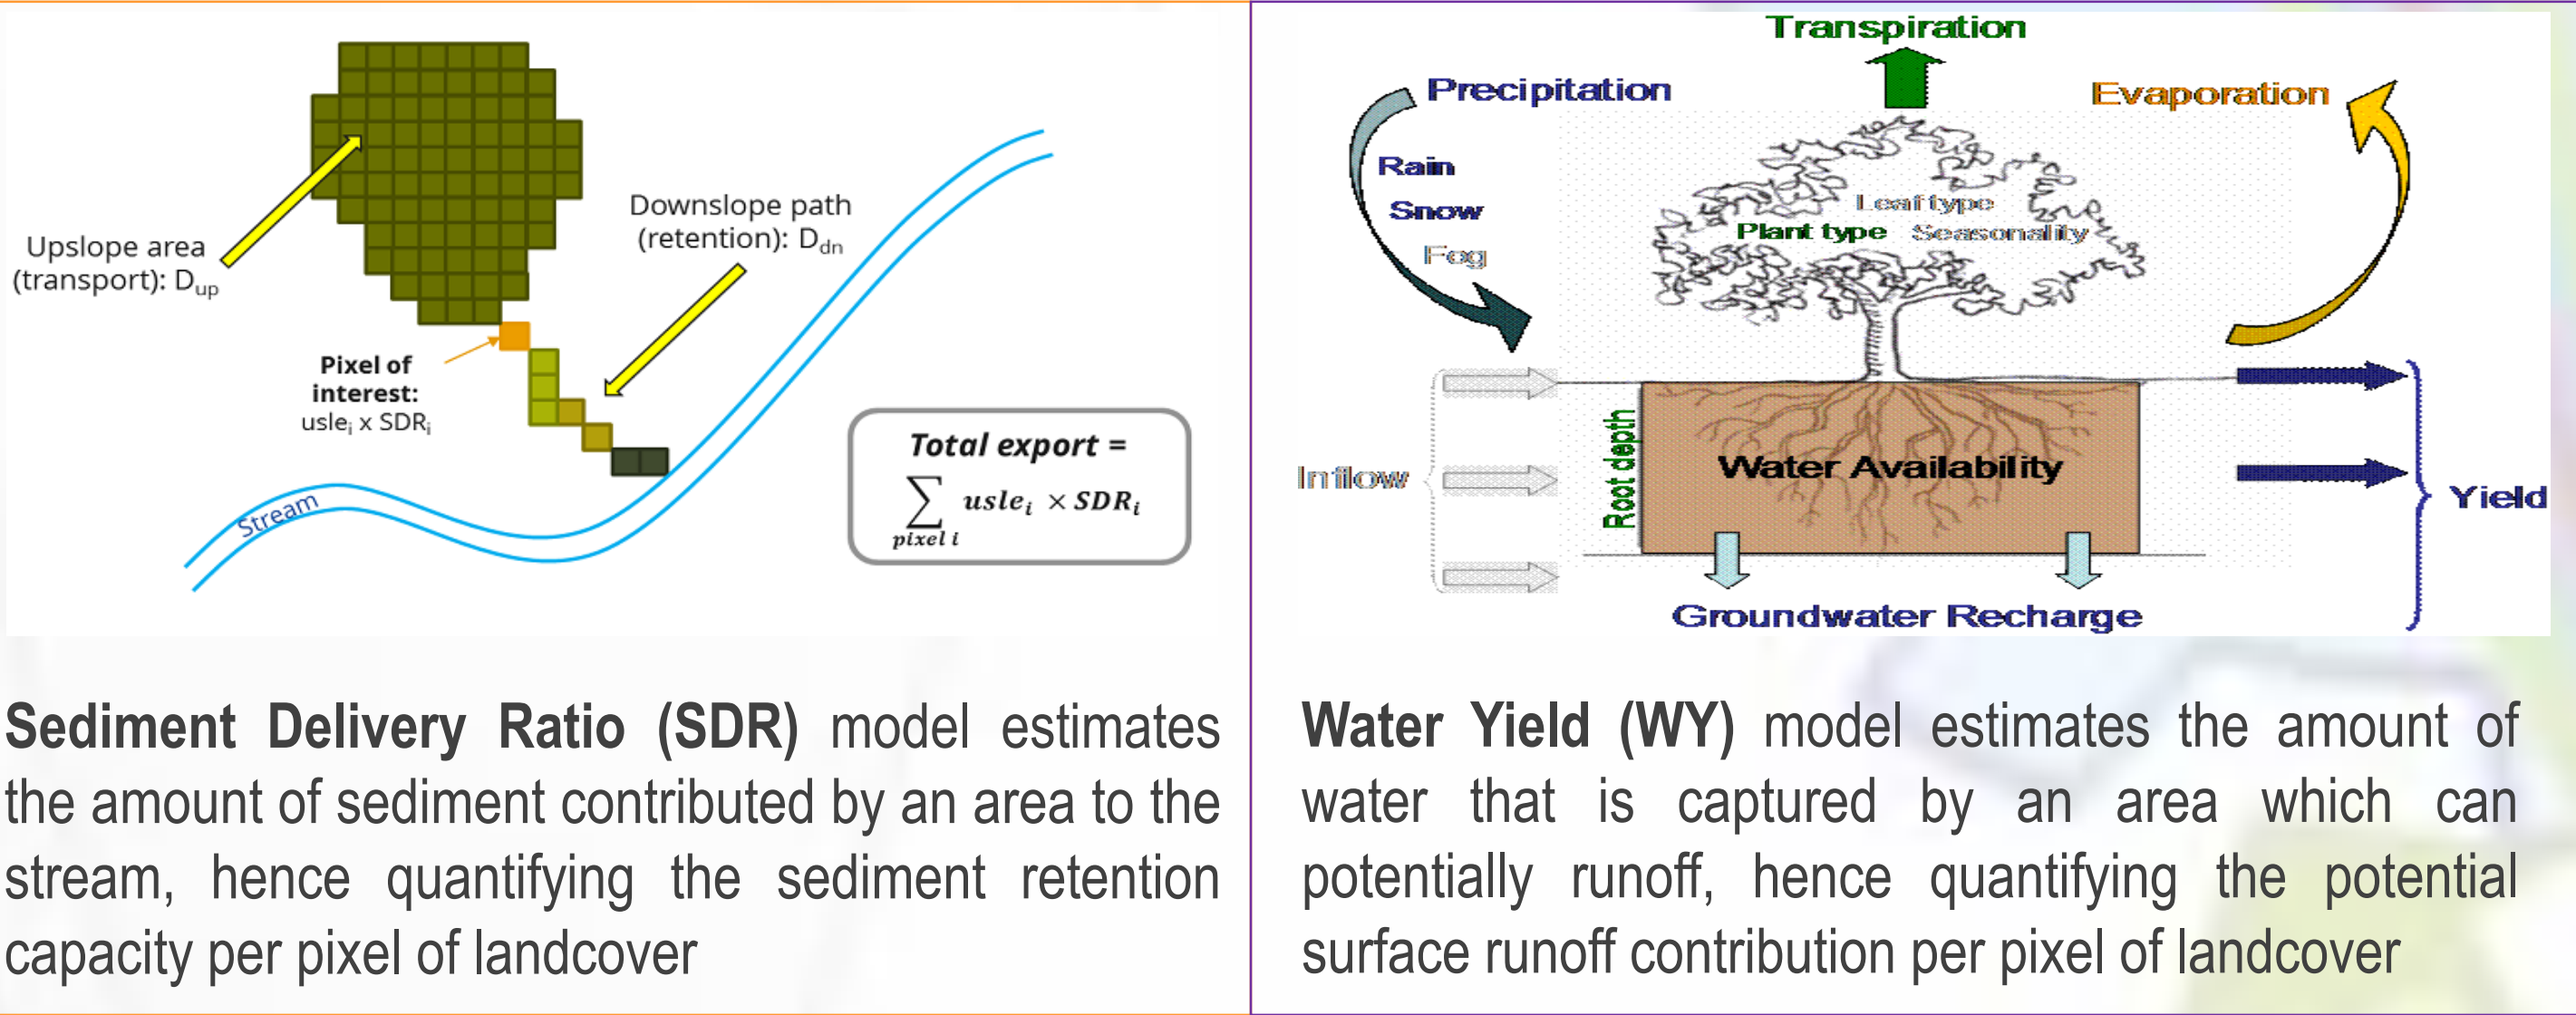 Upslope area
(transport): Dup
Downslope path
(retention): Ddn
Pixel of
interest:
uslei x SDRi
Stream
Total export =
∑ uslei × SDRi
pixel i
Sediment Delivery Ratio (SDR) model estimates
the amount of sediment contributed by an area to the
stream, hence quantifying the sediment retention
capacity per pixel of landcover
Transpiration
Precipitation
Evaporation
Rain
Snow
Fog
Leaf type
Plant type Seasonality
Inflow
Root depth
Water Availability
Yield
Groundwater Recharge
Water Yield (WY) model estimates the amount of
water that is captured by an area which can
potentially runoff, hence quantifying the potential
surface runoff contribution per pixel of landcover